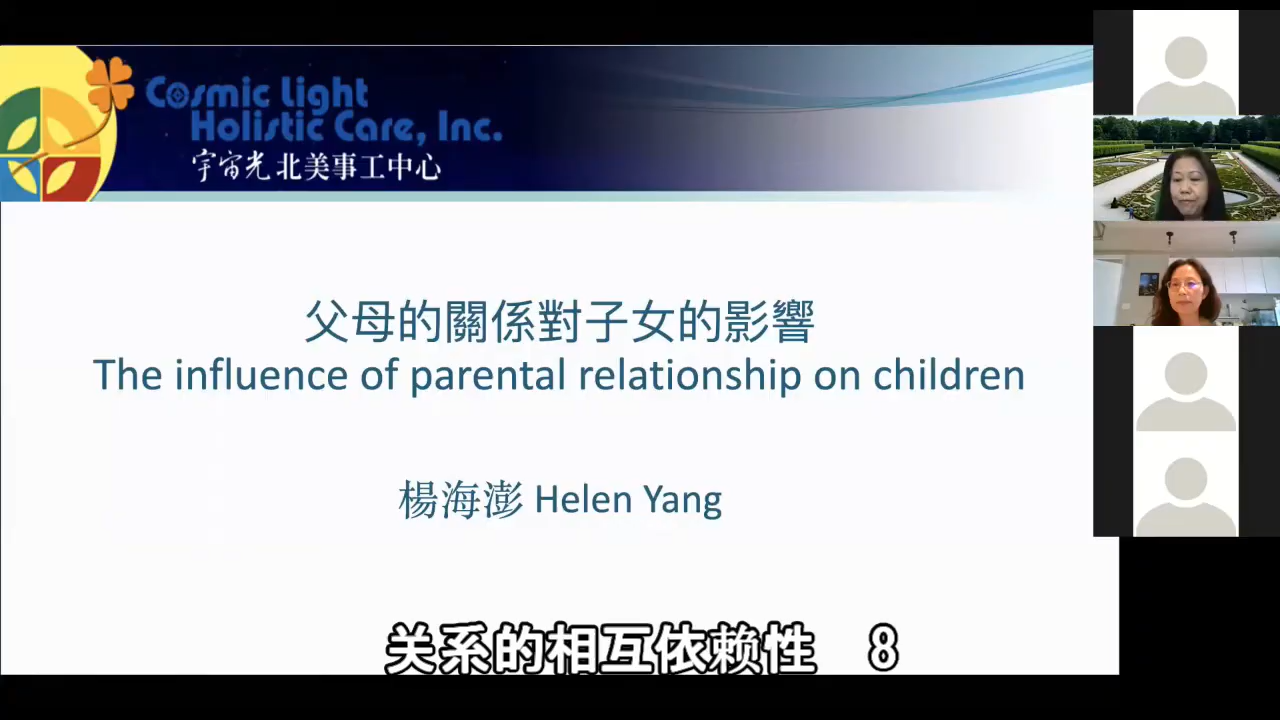 Cosmic Light
Holistic Care, Inc.
宇宙光北美事工中心
父母的關係對子女的影響
The influence of parental relationship on children
楊海澎 Helen Yang
关系的相互依赖性 8